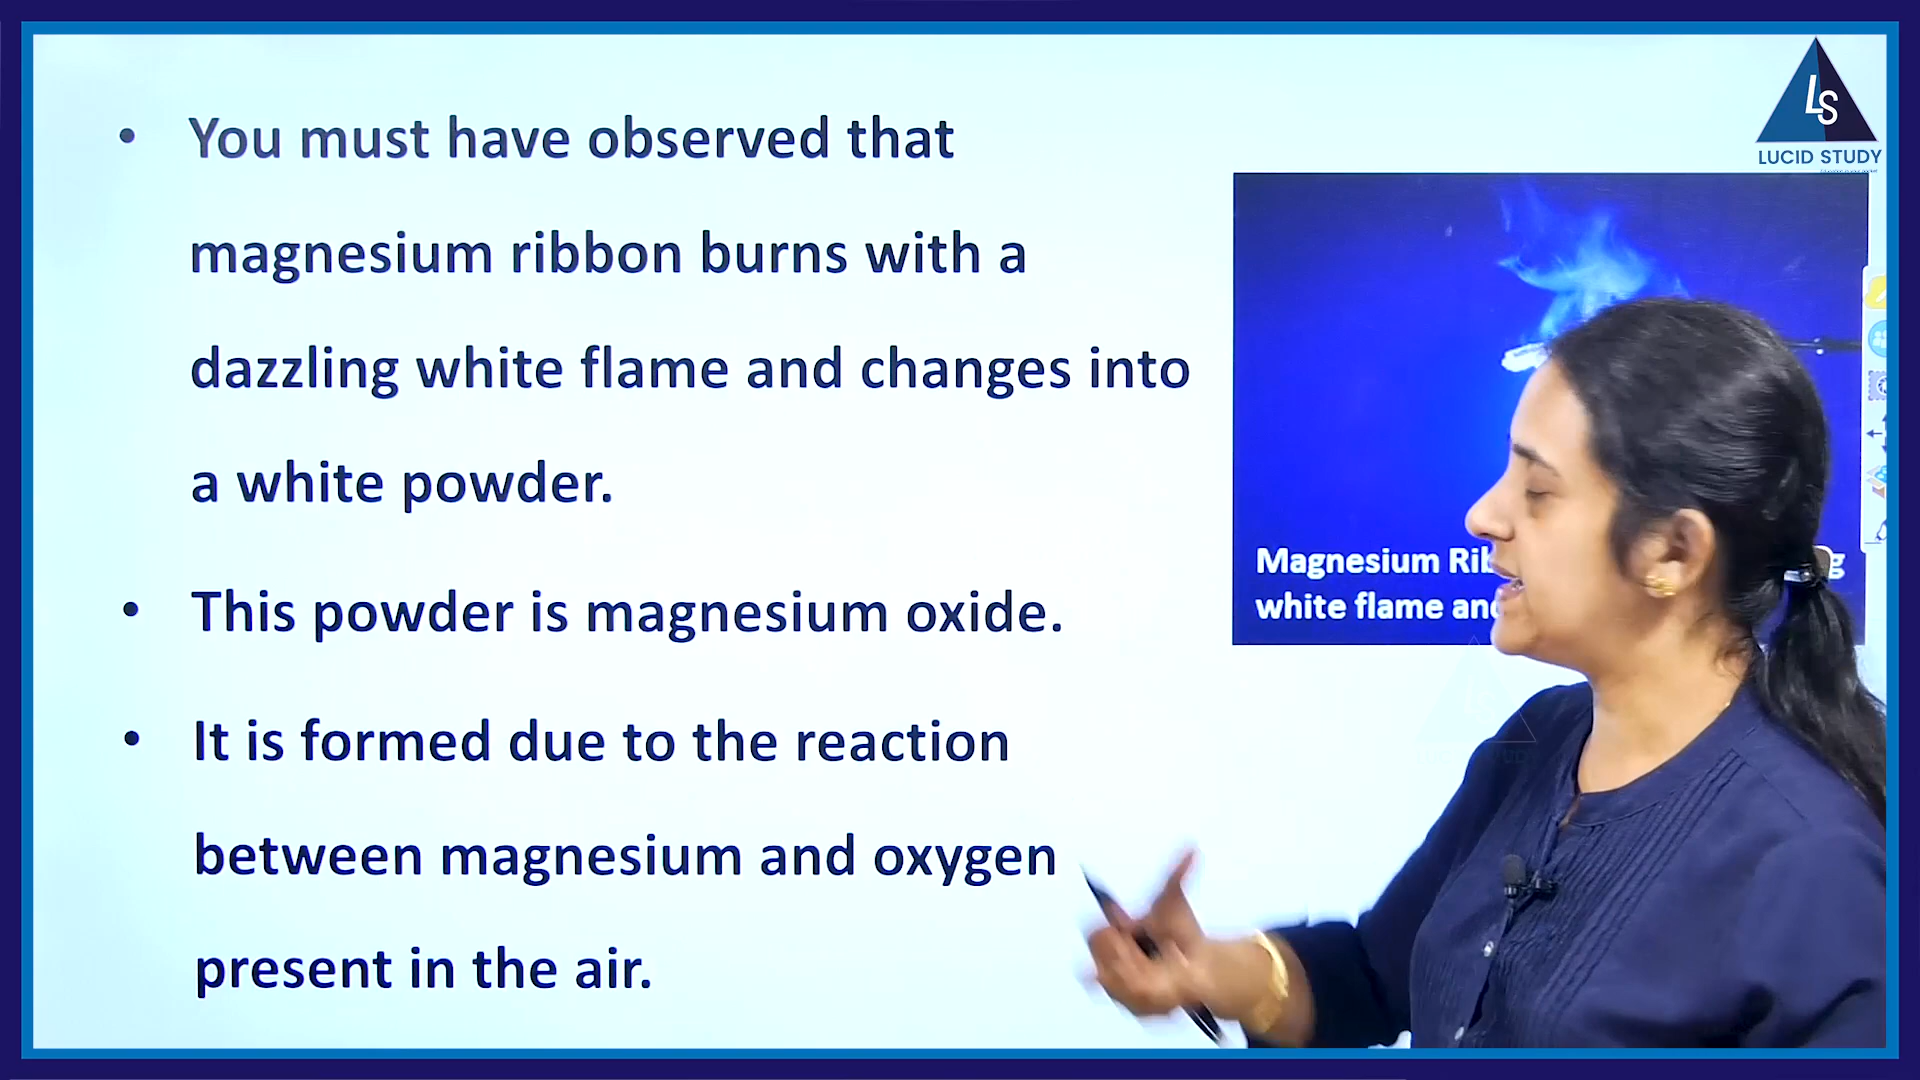 • You must have observed that
magnesium ribbon burns with a
dazzling white flame and changes into
a white powder.
• This powder is magnesium oxide.
• It is formed due to the reaction
between magnesium and oxygen
present in the air.
LS
LUCID STUDY
Magnesium
white flame